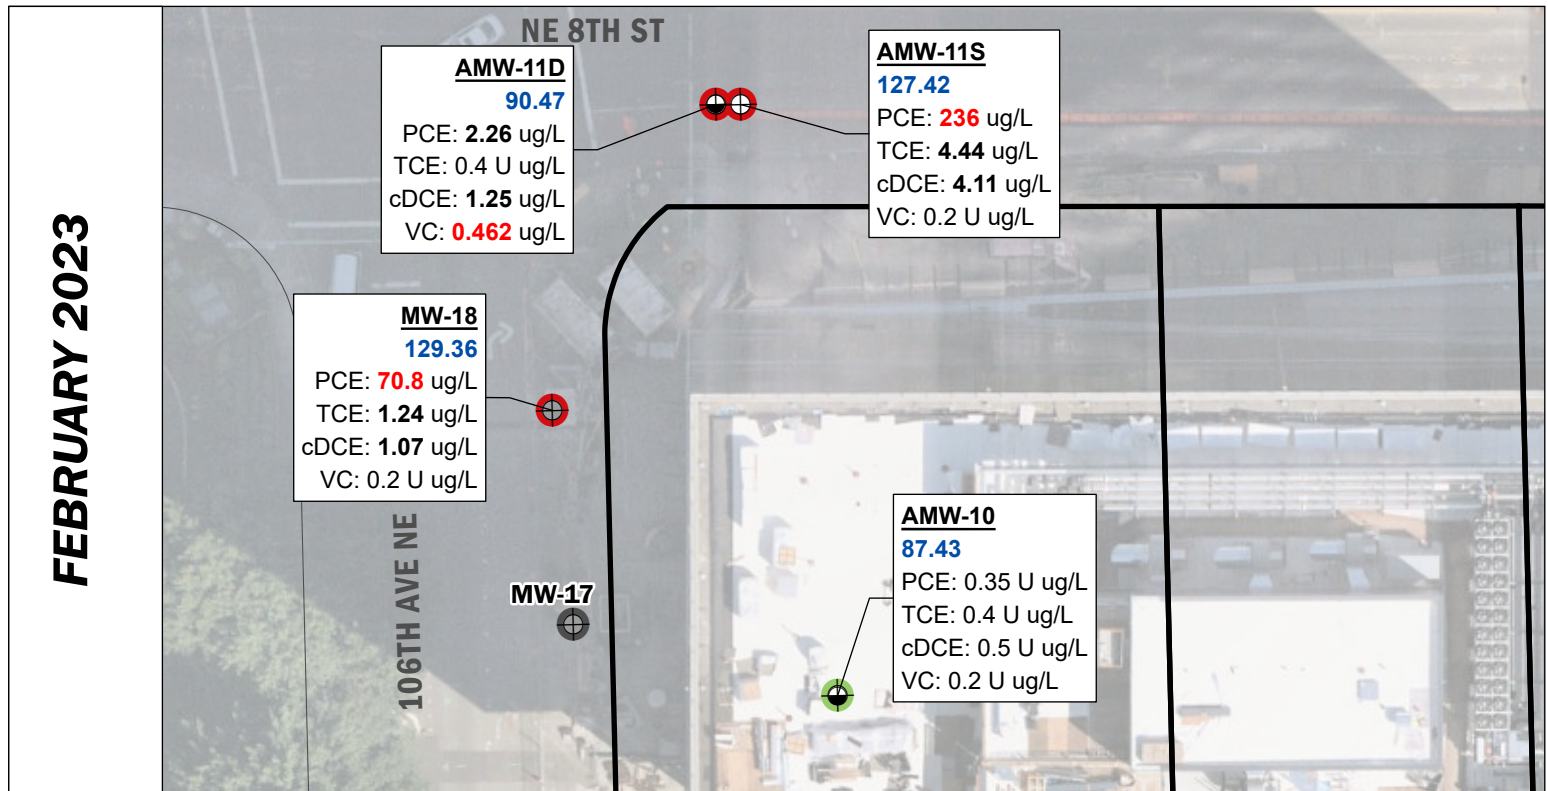 FEBRUARY 2023
NE 8TH ST
AMW-11D
90.47
PCE: 2.26 ug/L
TCE: 0.4 U ug/L
cDCE: 1.25 ug/L
VC: 0.462 ug/L
AMW-11S
127.42
PCE: 236 ug/L
TCE: 4.44 ug/L
cDCE: 4.11 ug/L
VC: 0.2 U ug/L
MW-18
129.36
PCE: 70.8 ug/L
TCE: 1.24 ug/L
cDCE: 1.07 ug/L
VC: 0.2 U ug/L
106TH AVE NE
MW-17
AMW-10
87.43
PCE: 0.35 U ug/L
TCE: 0.4 U ug/L
cDCE: 0.5 U ug/L
VC: 0.2 U ug/L